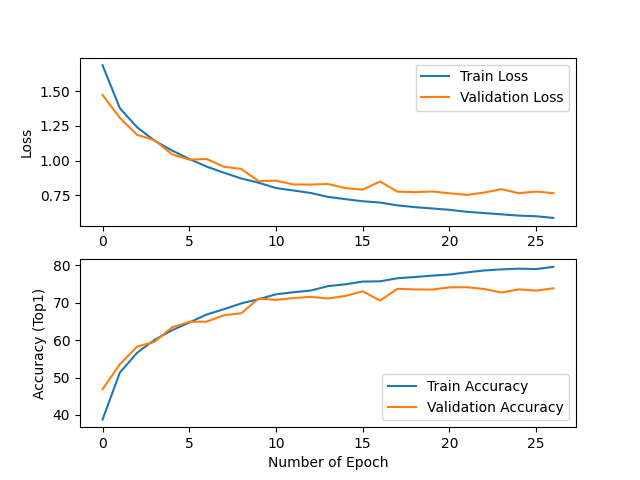 1.50
1.25
1.00
0.75
Loss
Train Loss
Validation Loss
0 5 10 15 20 25
80
70
60
50
40
Accuracy (Top1)
Train Accuracy
Validation Accuracy
0 5 10 15 20 25
Number of Epoch